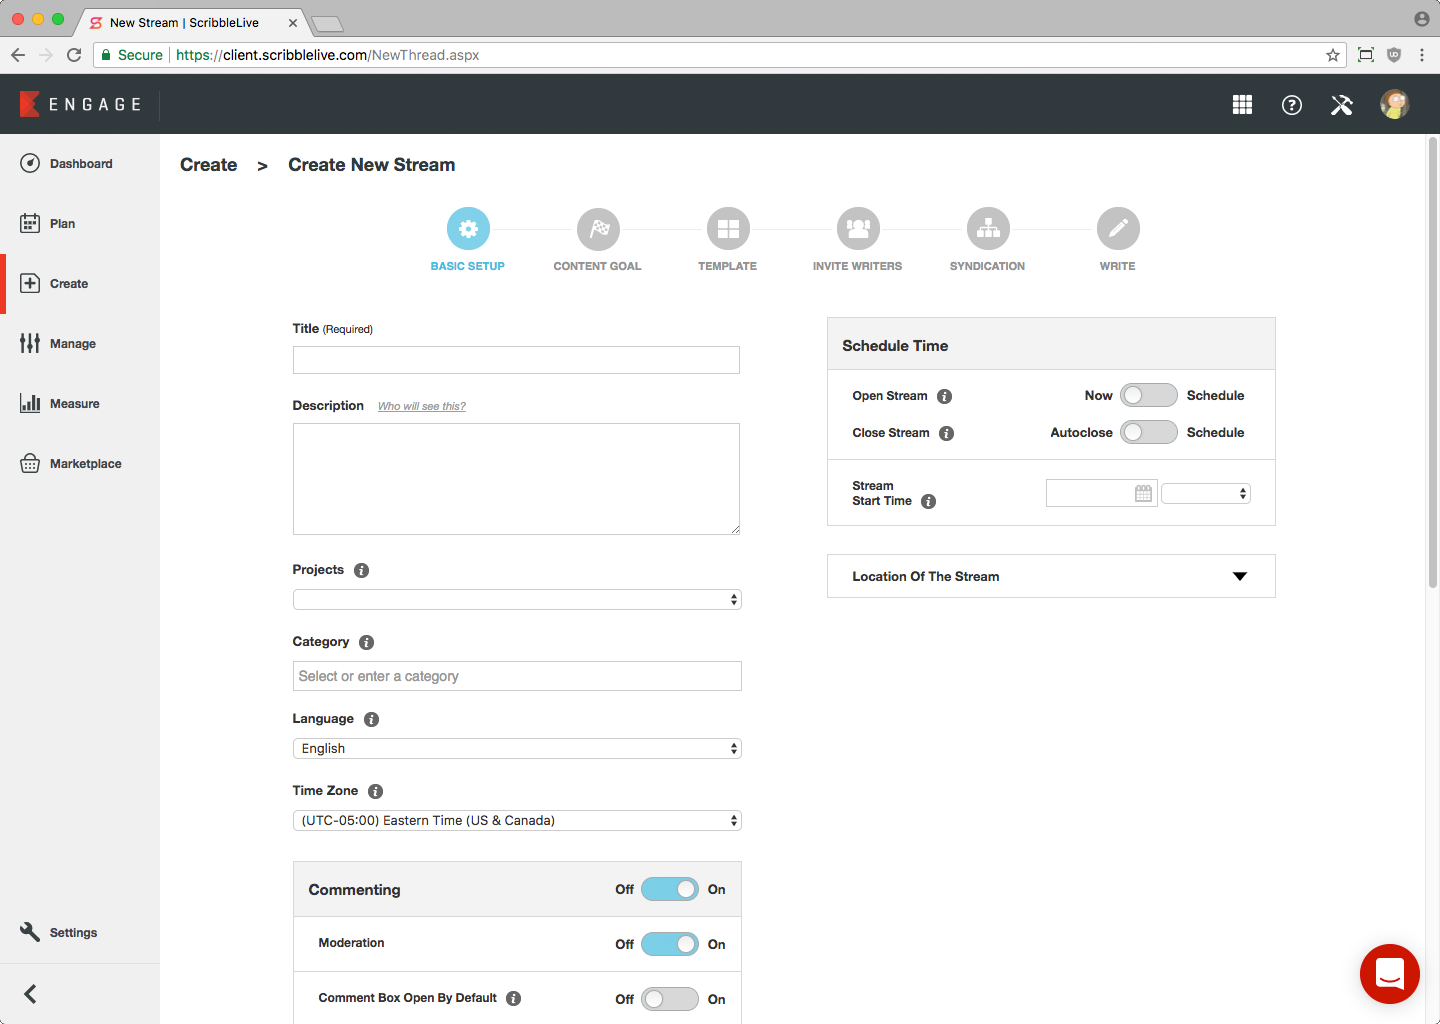 New Stream | ScribbleLive
Secure
https://client.scribblelive.com/NewThread.aspx
ENGAGE
Dashboard
Plan
Create
Manage
Measure
Marketplace
Settings
Create > Create New Stream
BASIC SETUP
CONTENT GOAL
TEMPLATE
INVITE WRITERS
SYNDICATION
WRITE
Title (Required)
Description Who will see this?
Projects
Category
Select or enter a category
Language
English
Time Zone
(UTC-05:00) Eastern Time (US & Canada)
Commenting Off On
Moderation Off On
Comment Box Open By Default Off On
Schedule Time
Open Stream Now Schedule
Close Stream Autoclose Schedule
Stream
Start Time
Location Of The Stream